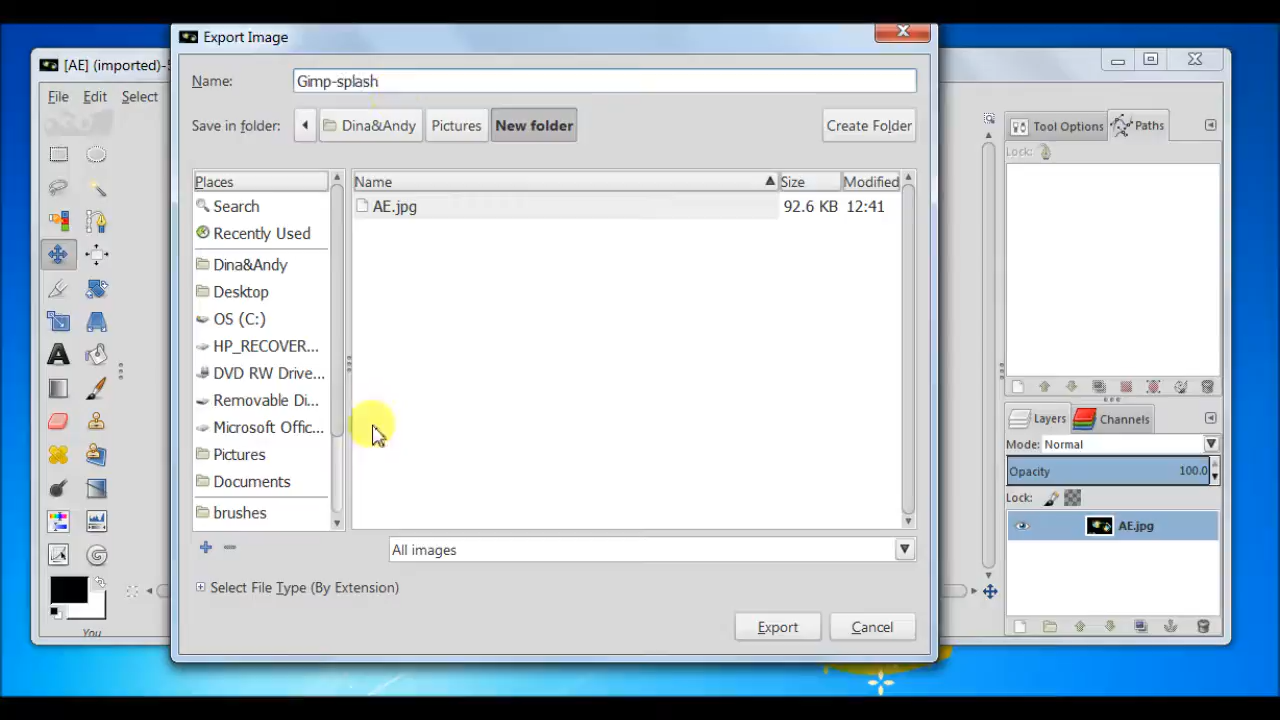 Export Image
[AE] (imported)-5
Name: Gimp-splash
File Edit Select
Save in folder: Dina&Andy Pictures New folder Create Folder
Tool Options Paths
Lock:
Places Name Size Modified
Search AE.jpg 92.6 KB 12:41
Recently Used
Dina&Andy
Desktop
OS (C:)
HP_RECOVER...
DVD RW Drive...
Removable Di...
Microsoft Offic...
Pictures
Documents
brushes
Layers Channels
Mode: Normal
Opacity 100.0
Lock:
AE.jpg
All images
Select File Type (By Extension)
Export Cancel
You